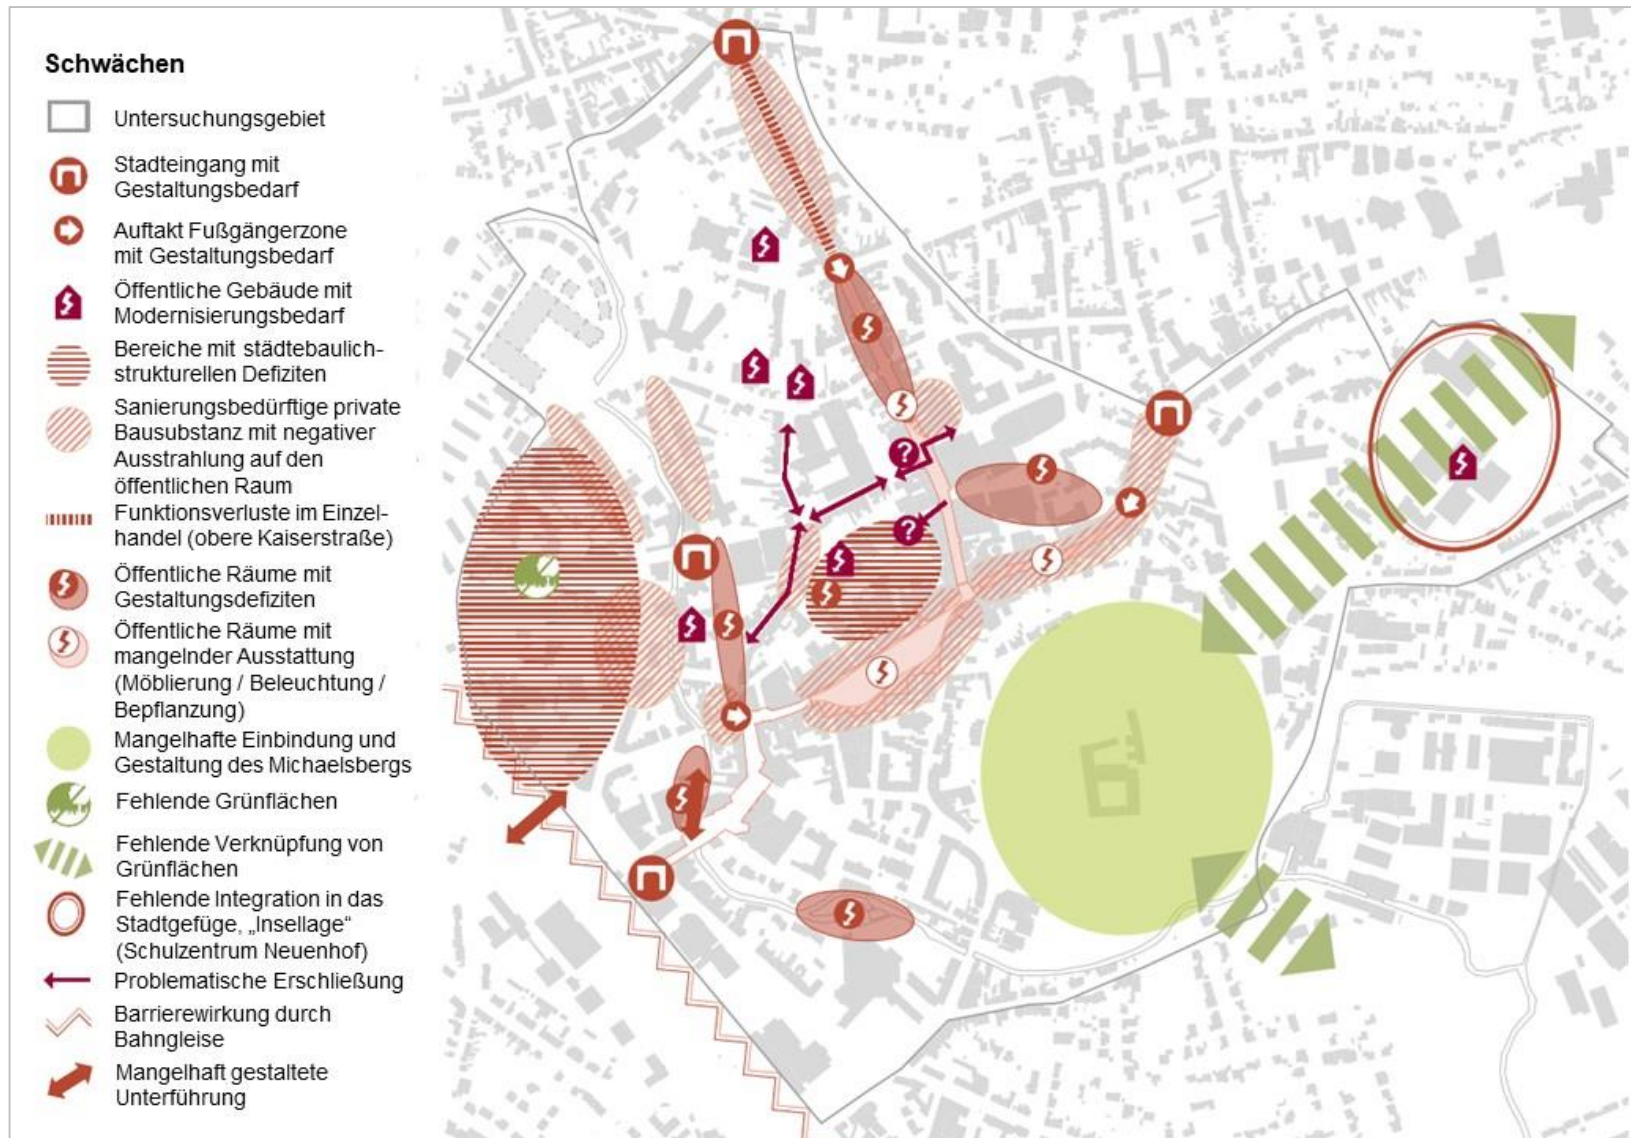 Schwächen
Untersuchungsgebiet
Stadteingang mit
Gestaltungsbedarf
Auftakt Fußgängerzone
mit Gestaltungsbedarf
Öffentliche Gebäude mit
Modernisierungsbedarf
Bereiche mit städtebaulich-
strukturellen Defiziten
Sanierungsbedürftige private
Bausubstanz mit negativer
Ausstrahlung auf den
öffentlichen Raum
Funktionsverluste im Einzel-
handel (obere Kaiserstraße)
Öffentliche Räume mit
Gestaltungsdefiziten
Öffentliche Räume mit
mangelnder Ausstattung
(Möblierung / Beleuchtung /
Bepflanzung)
Mangelhafte Einbindung und
Gestaltung des Michaelsbergs
Fehlende Grünflächen
Fehlende Verknüpfung von
Grünflächen
Fehlende Integration in das
Stadtgefüge, „Insellage“
(Schulzentrum Neuenhof)
Problematische Erschließung
Barrierewirkung durch
Bahngleise
Mangelhaft gestaltete
Unterführung
?
?